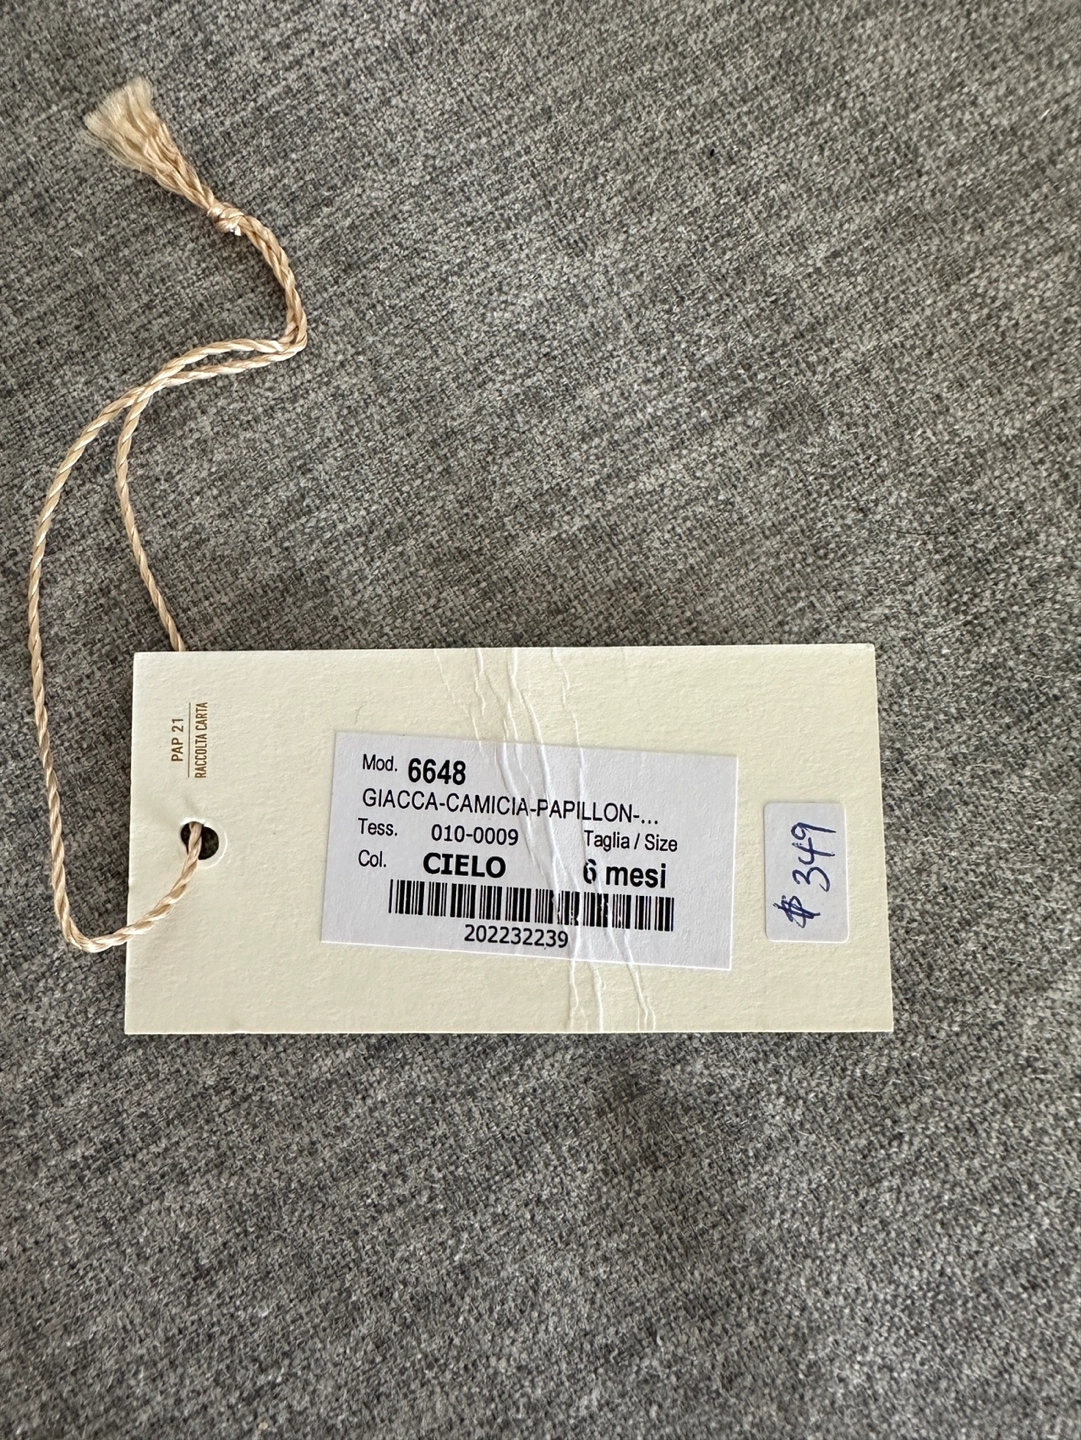 PAP 21
RACCOLTA CARTA
Mod. 6648
GIACCA-CAMICIA-PAPILLON-...
Tess. 010-0009 Taglia / Size
Col. CIELO 6 mesi
202232239
$ 349